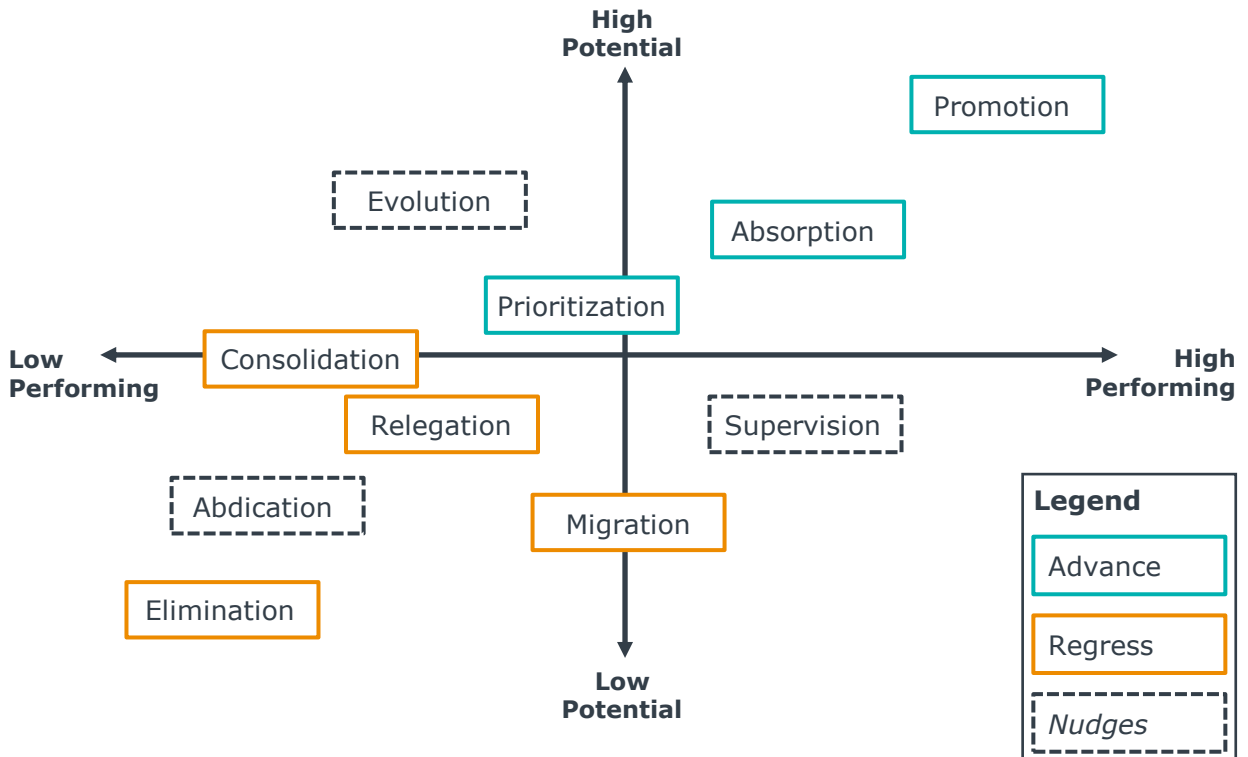 High
Potential
Promotion
Evolution
Absorption
Prioritization
Low
Performing
Consolidation
High
Performing
Relegation
Supervision
Abdication
Migration
Elimination
Low
Potential
Legend
Advance
Regress
Nudges